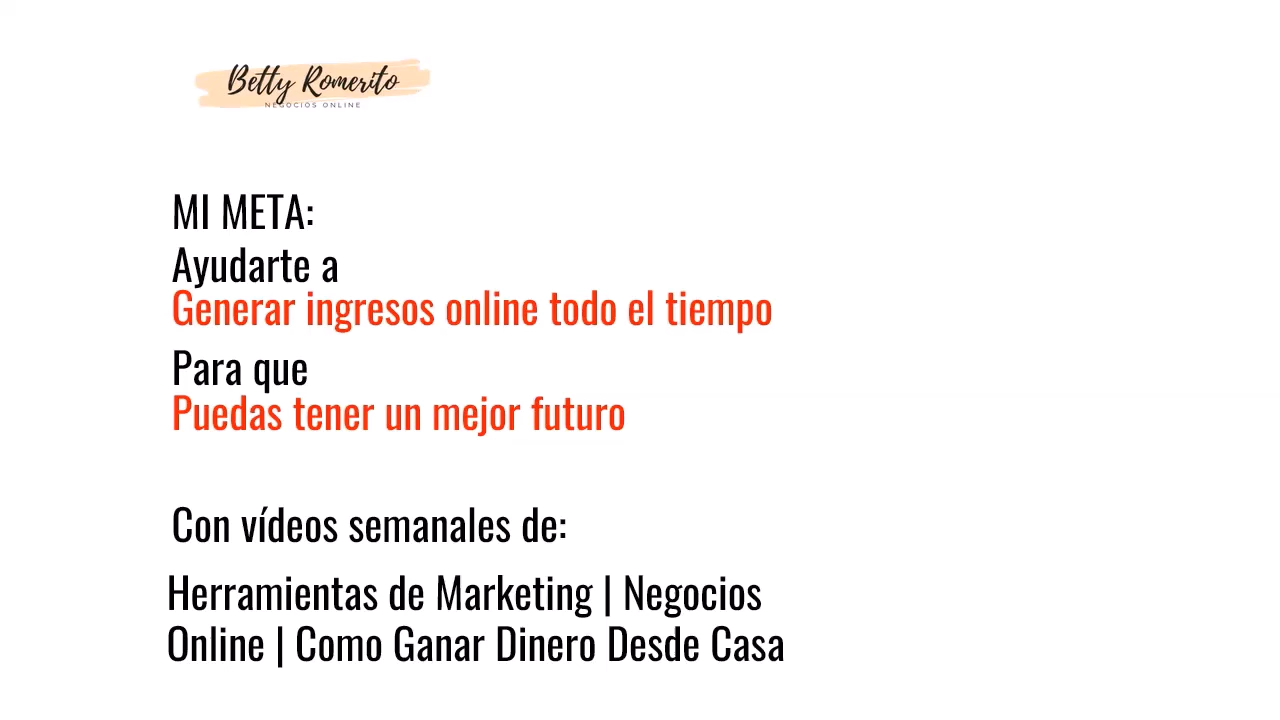 Betty Romerito
NEGOCIOS ONLINE
MI META:
Ayudarte a
Generar ingresos online todo el tiempo
Para que
Puedas tener un mejor futuro
Con vídeos semanales de:
Herramientas de Marketing | Negocios
Online | Como Ganar Dinero Desde Casa